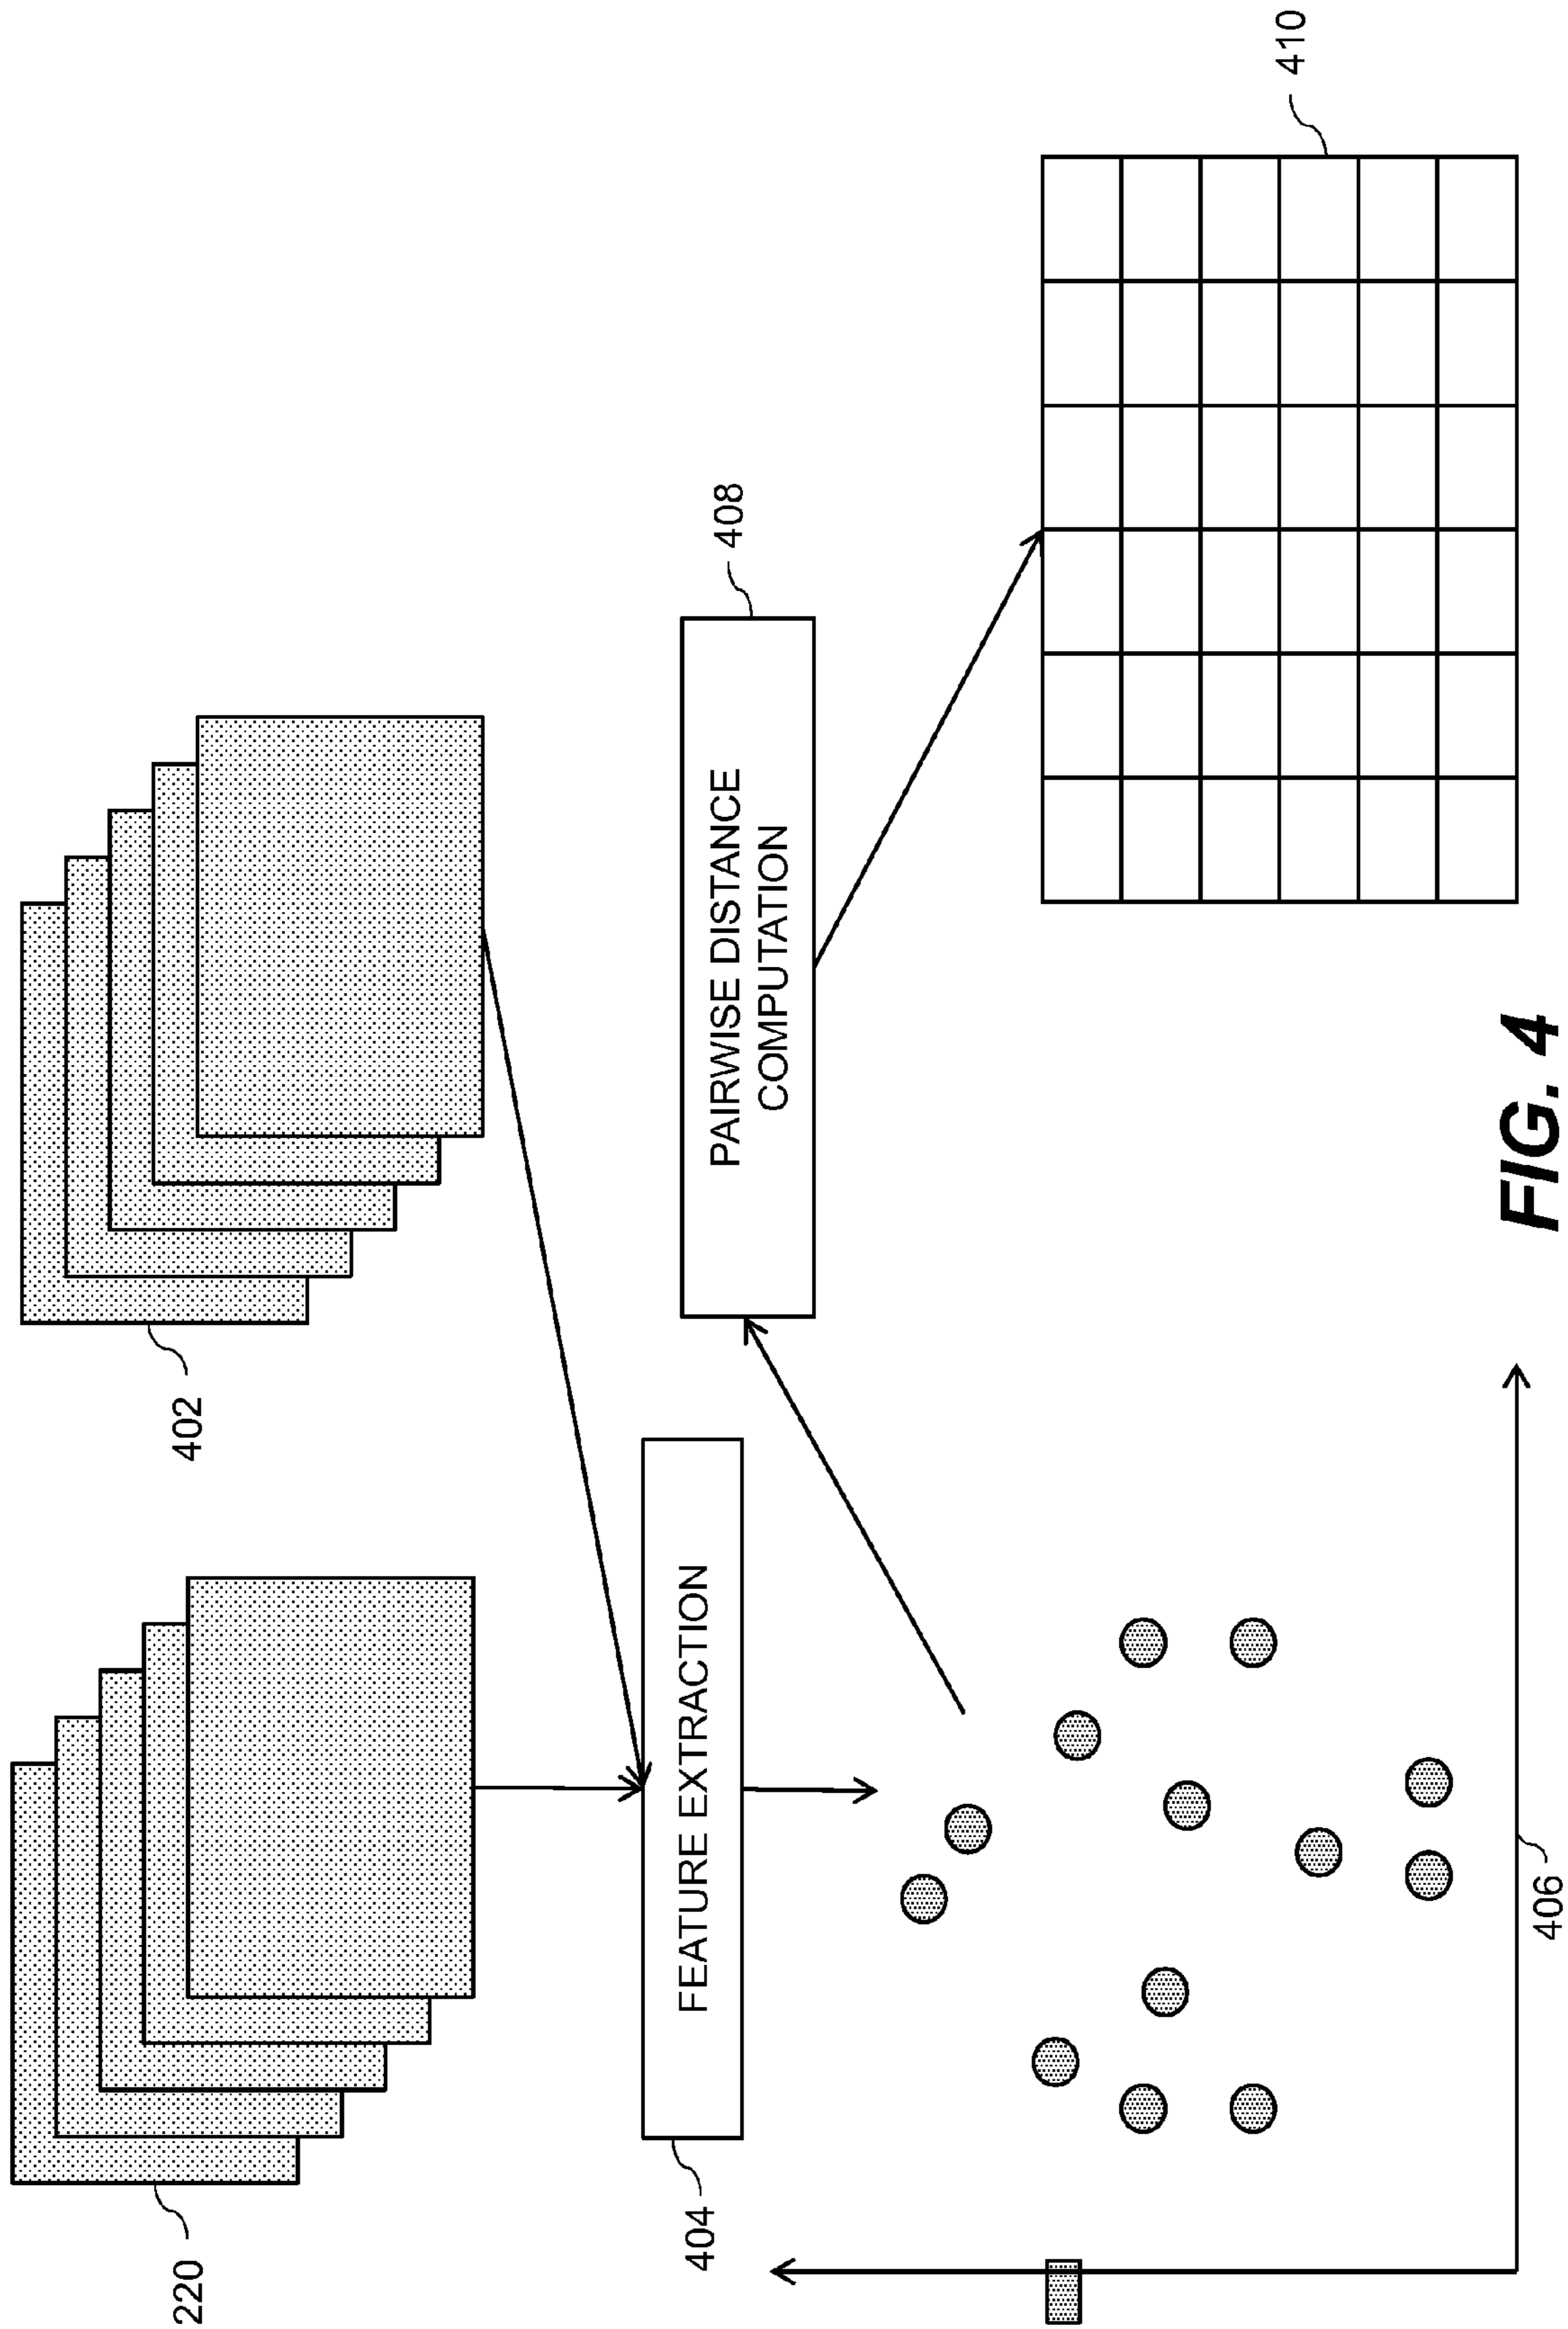 220
402
404
FEATURE EXTRACTION
PAIRWISE DISTANCE
COMPUTATION
408
406
410
FIG. 4